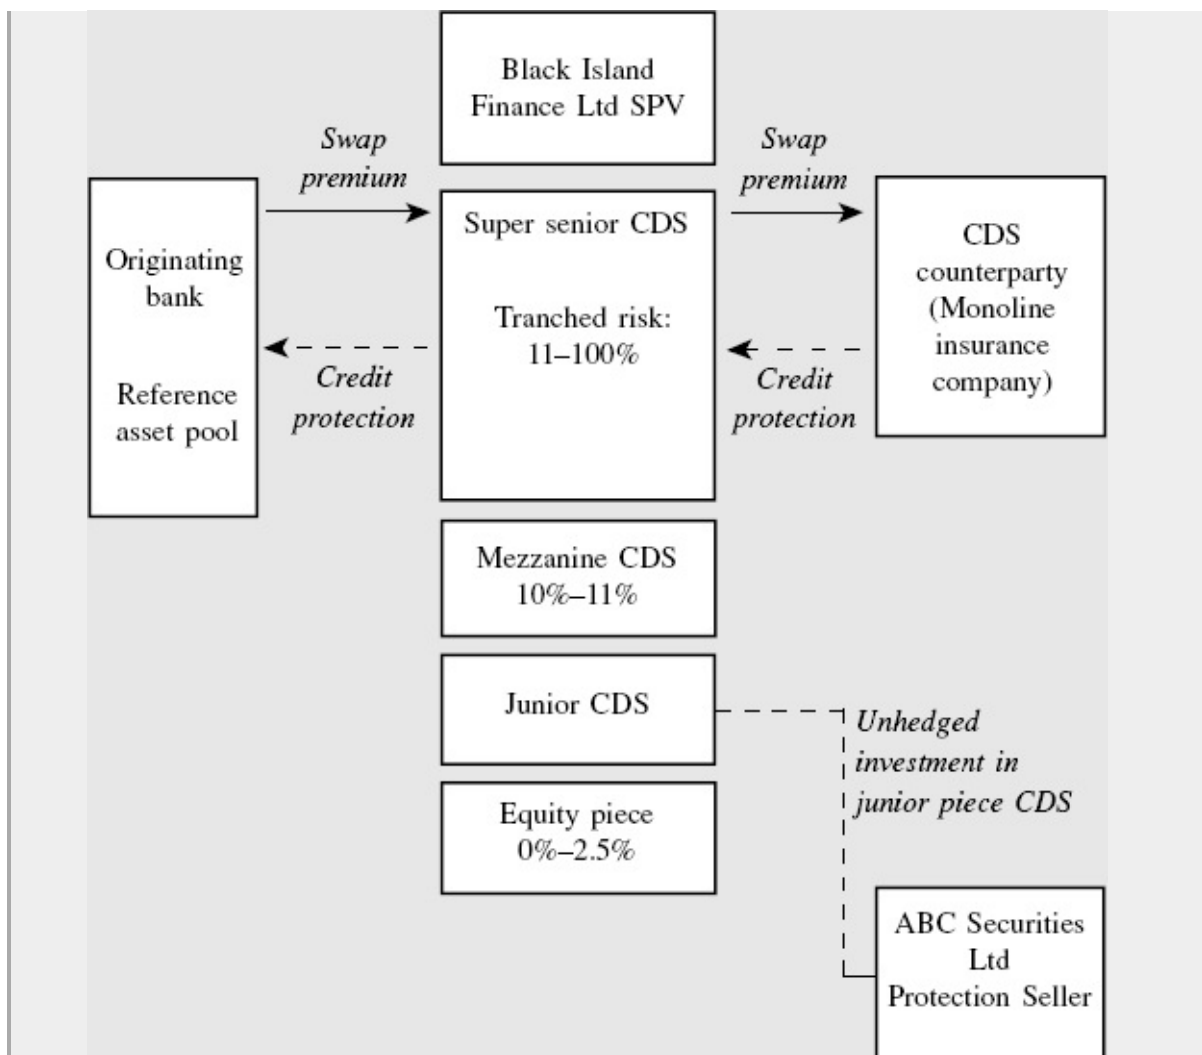 Black Island
Finance Ltd SPV
Swap
premium
Swap
premium
Originating
bank
Reference
asset pool
Super senior CDS
Tranched risk:
11–100%
CDS
counterparty
(Monoline
insurance
company)
Credit
protection
Credit
protection
Mezzanine CDS
10%–11%
Junior CDS
Unhedged
investment in
junior piece CDS
Equity piece
0%–2.5%
ABC Securities
Ltd
Protection Seller